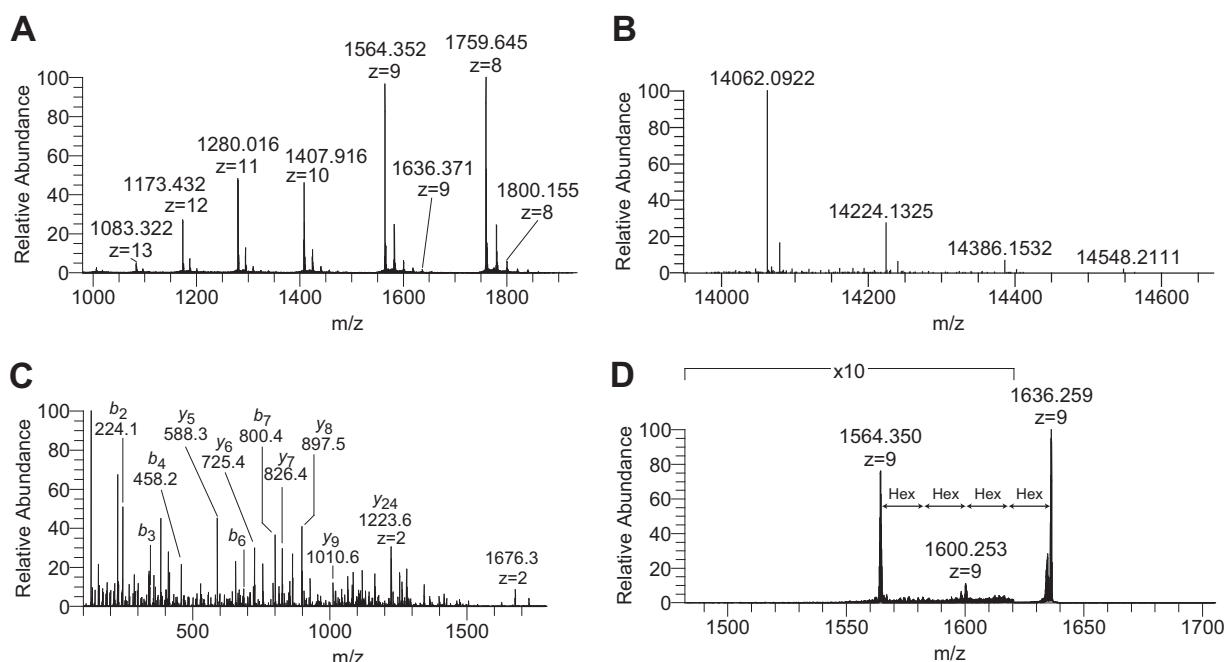 A
Relative Abundance
100
80
60
40
20
0
1083.322
z=13
1173.432
z=12
1280.016
z=11
1407.916
z=10
1564.352
z=9
1636.371
z=9
1759.645
z=8
1800.155
z=8
1000 1200 1400 1600 1800
m/z
B
Relative Abundance
100
80
60
40
20
0
14062.0922
14224.1325
14386.1532
14548.2111
14000 14200 14400 14600
m/z
C
Relative Abundance
100
80
60
40
20
0
b2
224.1
b3
b4
458.2
y5
588.3
y6
725.4
b6
b7
800.4
y7
826.4
y8
897.5
y9
1010.6
y24
1223.6
z=2
1676.3
z=2
500 1000 1500
m/z
D
x10
Relative Abundance
100
80
60
40
20
0
1564.350
z=9
Hex Hex Hex Hex
1600.253
z=9
1636.259
z=9
1500 1550 1600 1650 1700
m/z